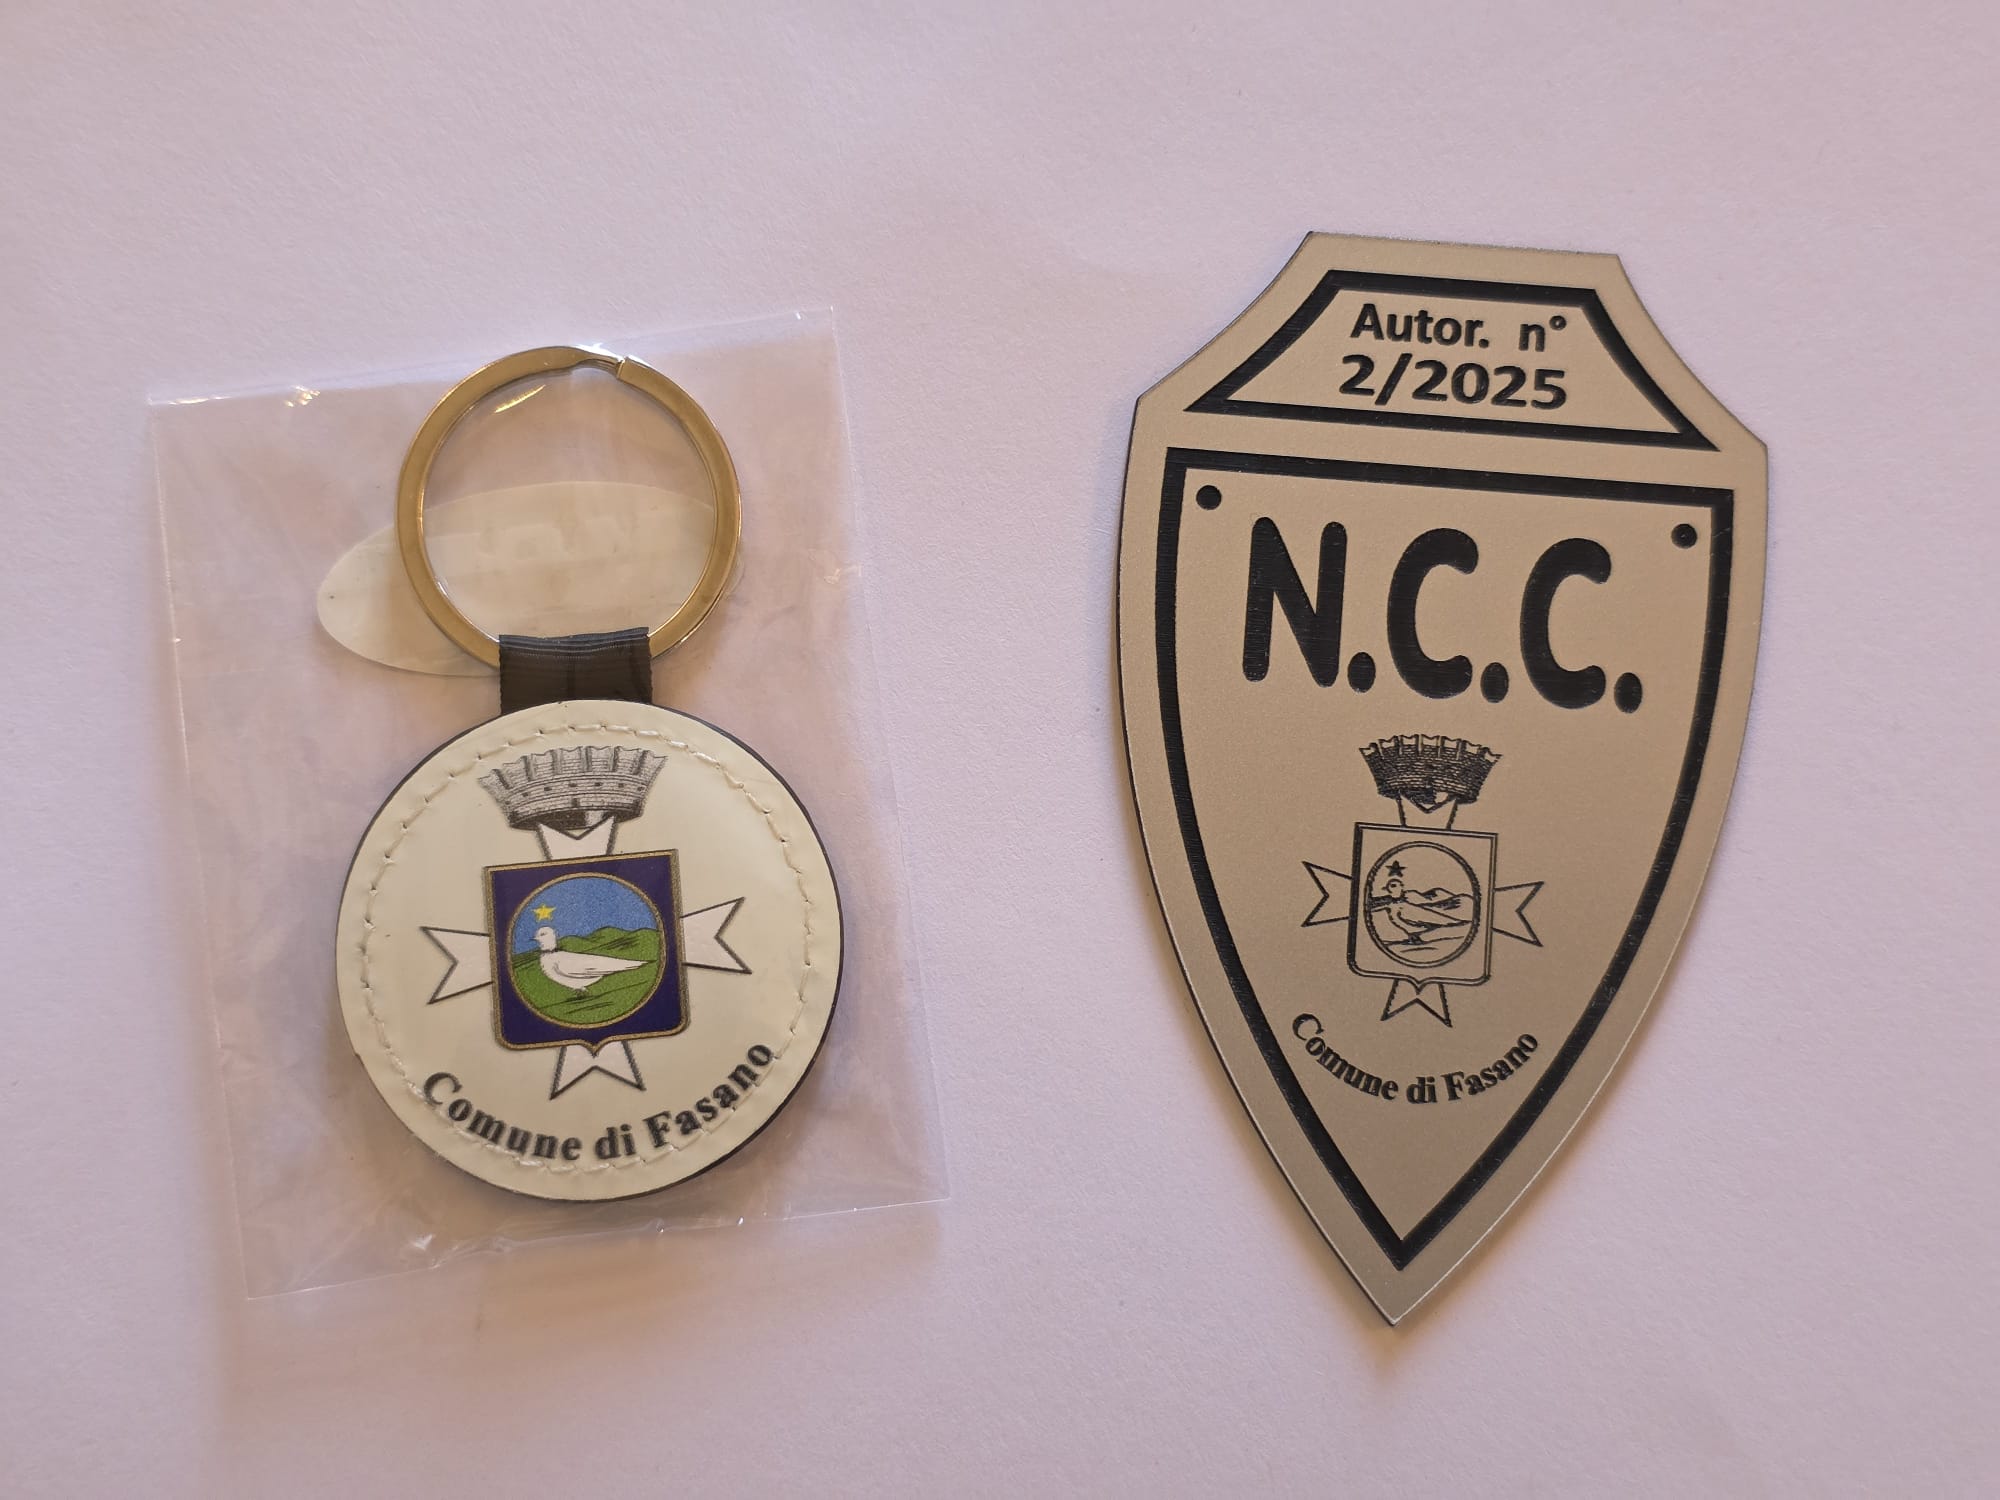 Comune di Fasano
Autor. n°
2/2025
N.C.C.
Comune di Fasano